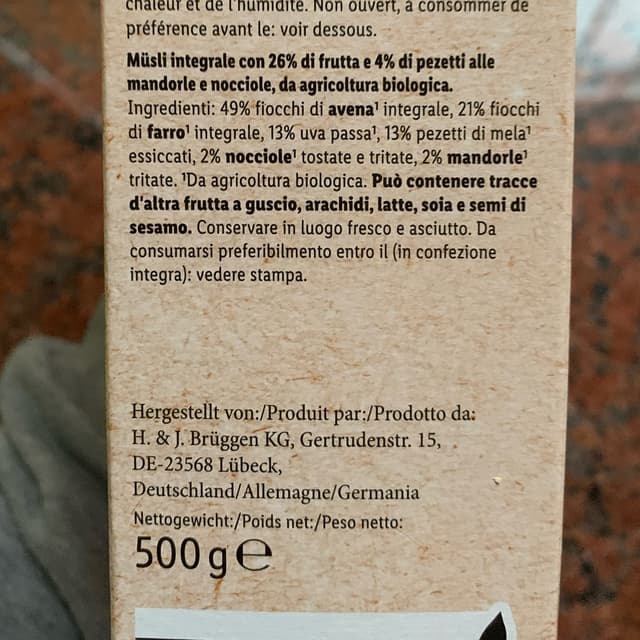 chaleur et de l'humidité. Non ouvert, à consommer de
préférence avant le: voir dessous.
Müsli integrale con 26% di frutta e 4% di pezetti alle
mandorle e nocciole, da agricoltura biologica.
Ingredienti: 49% fiocchi di avena¹ integrale, 21% fiocchi
di farro¹ integrale, 13% uva passa¹, 13% pezetti di mela¹
essiccati, 2% nocciole¹ tostate e tritate, 2% mandorle¹
tritate. ¹Da agricoltura biologica. Può contenere tracce
d'altra frutta a guscio, arachidi, latte, soia e semi di
sesamo. Conservare in luogo fresco e asciutto. Da
consumarsi preferibilmento entro il (in confezione
integra): vedere stampa.
Hergestellt von:/Produit par:/Prodotto da:
H. & J. Brüggen KG, Gertrudenstr. 15,
DE-23568 Lübeck,
Deutschland/Allemagne/Germania
Nettogewicht:/Poids net:/Peso netto:
500 g ℮